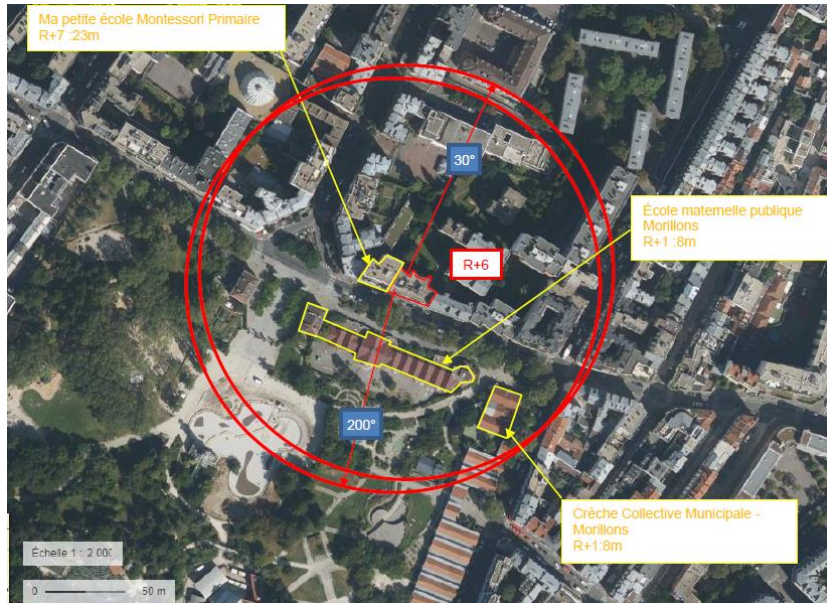 Ma petite école Montessori Primaire
R+7 :23m
30°
École maternelle publique
Morillons
R+1 :8m
R+6
200°
Crèche Collective Municipale -
Morillons
R+1:8m
Échelle 1 : 2 000
0
50 m